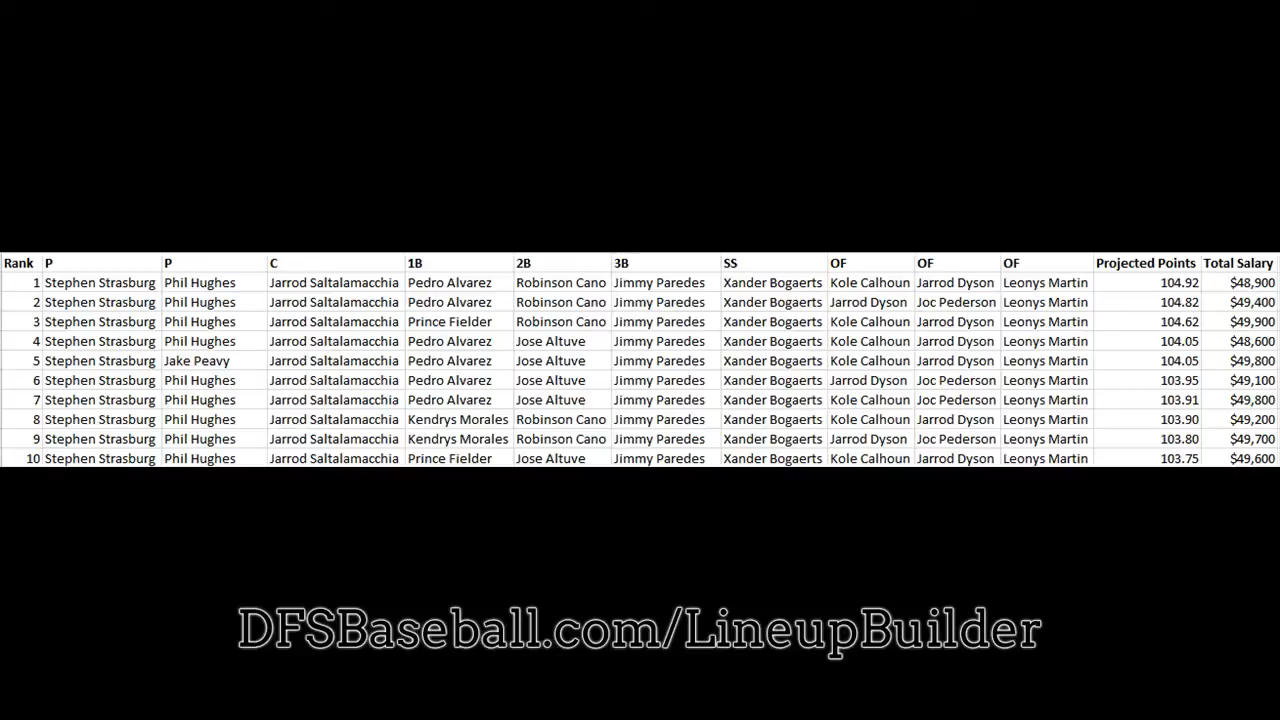 Rank P P C 1B 2B 3B SS OF OF OF Projected Points Total Salary
1 Stephen Strasburg Phil Hughes Jarrod Saltalamacchia Pedro Alvarez Robinson Cano Jimmy Paredes Xander Bogaerts Kole Calhoun Jarrod Dyson Leonys Martin 104.92 $48,900
2 Stephen Strasburg Phil Hughes Jarrod Saltalamacchia Pedro Alvarez Robinson Cano Jimmy Paredes Xander Bogaerts Jarrod Dyson Joc Pederson Leonys Martin 104.82 $49,400
3 Stephen Strasburg Phil Hughes Jarrod Saltalamacchia Prince Fielder Robinson Cano Jimmy Paredes Xander Bogaerts Kole Calhoun Jarrod Dyson Leonys Martin 104.62 $49,900
4 Stephen Strasburg Phil Hughes Jarrod Saltalamacchia Pedro Alvarez Jose Altuve Jimmy Paredes Xander Bogaerts Kole Calhoun Jarrod Dyson Leonys Martin 104.05 $48,600
5 Stephen Strasburg Jake Peavy Jarrod Saltalamacchia Pedro Alvarez Jose Altuve Jimmy Paredes Xander Bogaerts Kole Calhoun Jarrod Dyson Leonys Martin 104.05 $49,800
6 Stephen Strasburg Phil Hughes Jarrod Saltalamacchia Pedro Alvarez Jose Altuve Jimmy Paredes Xander Bogaerts Jarrod Dyson Joc Pederson Leonys Martin 103.95 $49,100
7 Stephen Strasburg Phil Hughes Jarrod Saltalamacchia Pedro Alvarez Jose Altuve Jimmy Paredes Xander Bogaerts Kole Calhoun Joc Pederson Leonys Martin 103.91 $49,800
8 Stephen Strasburg Phil Hughes Jarrod Saltalamacchia Kendrys Morales Robinson Cano Jimmy Paredes Xander Bogaerts Kole Calhoun Jarrod Dyson Leonys Martin 103.90 $49,200
9 Stephen Strasburg Phil Hughes Jarrod Saltalamacchia Kendrys Morales Robinson Cano Jimmy Paredes Xander Bogaerts Jarrod Dyson Joc Pederson Leonys Martin 103.80 $49,700
10 Stephen Strasburg Phil Hughes Jarrod Saltalamacchia Prince Fielder Jose Altuve Jimmy Paredes Xander Bogaerts Kole Calhoun Jarrod Dyson Leonys Martin 103.75 $49,600
DFSBaseball.com/LineupBuilder